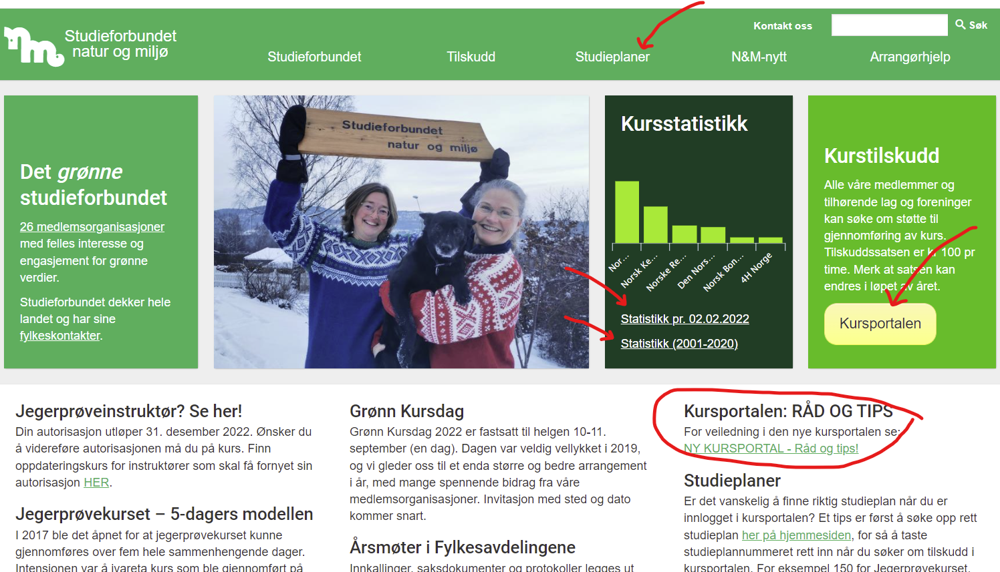 Kontakt oss
Søk
Studieforbundet
natur og miljø
Studieforbundet
Tilskudd
Studieplaner
N&M-nytt
Arrangørhjelp
Det grønne
studieforbundet
26 medlemsorganisasjoner
med felles interesse og
engasjement for grønne
verdier.
Studieforbundet dekker hele
landet og har sine
fylkeskontakter.
Studieforbundet
natur og miljø
Kursstatistikk
Nor...
Norsk Ke...
Norske Re...
Den Nors...
Norsk Bon...
4H Norge
Statistikk pr. 02.02.2022
Statistikk (2001-2020)
Kurstilskudd
Alle våre medlemmer og
tilhørende lag og foreninger
kan søke om støtte til
gjennomføring av kurs.
Tilskuddssatsen er kr 100 pr
time. Merk at satsen kan
endres i løpet av året.
Kursportalen
Jegerprøveinstruktør? Se her!
Din autorisasjon utløper 31. desember 2022. Ønsker du
å videreføre autorisasjonen må du på kurs. Finn
oppdateringskurs for instruktører som skal få fornyet sin
autorisasjon HER.
Jegerprøvekurset – 5-dagers modellen
I 2017 ble det åpnet for at jegerprøvekurset kunne
gjennomføres over fem hele sammenhengende dager.
Intensjonen var å ivareta kurs som ble gjennomført på
Grønn Kursdag
Grønn Kursdag 2022 er fastsatt til helgen 10-11.
september (en dag). Dagen var veldig vellykket i 2019,
og vi gleder oss til et enda større og bedre arrangement
i år, med mange spennende bidrag fra våre
medlemsorganisasjoner. Invitasjon med sted og dato
kommer snart.
Årsmøter i Fylkesavdelingene
Innkallinger, saksdokumenter og protokoller legges ut
Kursportalen: RÅD OG TIPS
For veiledning i den nye kursportalen se:
NY KURSPORTAL - Råd og tips!
Studieplaner
Er det vanskelig å finne riktig studieplan når du er
innlogget i kursportalen? Et tips er først å søke opp rett
studieplan her på hjemmesiden, for så å taste
studieplannummeret rett inn når du søker om tilskudd i
kursportalen. For eksempel 150 for Jegerprøvekurset.